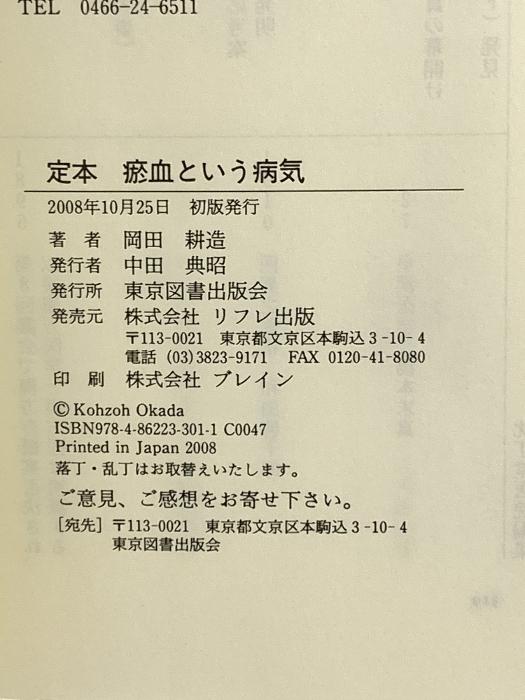 TEL 0466-24-6511
定本 瘀血という病気
2008年10月25日 初版発行
著 者 岡田 耕造
発行者 中田 典昭
発行所 東京図書出版会
発売元 株式会社 リフレ出版
〒113-0021 東京都文京区本駒込 3 -10- 4
電話 (03)3823-9171 FAX 0120-41-8080
印 刷 株式会社 ブレイン
© Kohzoh Okada
ISBN978-4-86223-301-1 C0047
Printed in Japan 2008
落丁・乱丁はお取替えいたします。
ご意見、ご感想をお寄せ下さい。
[宛先] 〒113-0021 東京都文京区本駒込 3 -10- 4
東京図書出版会